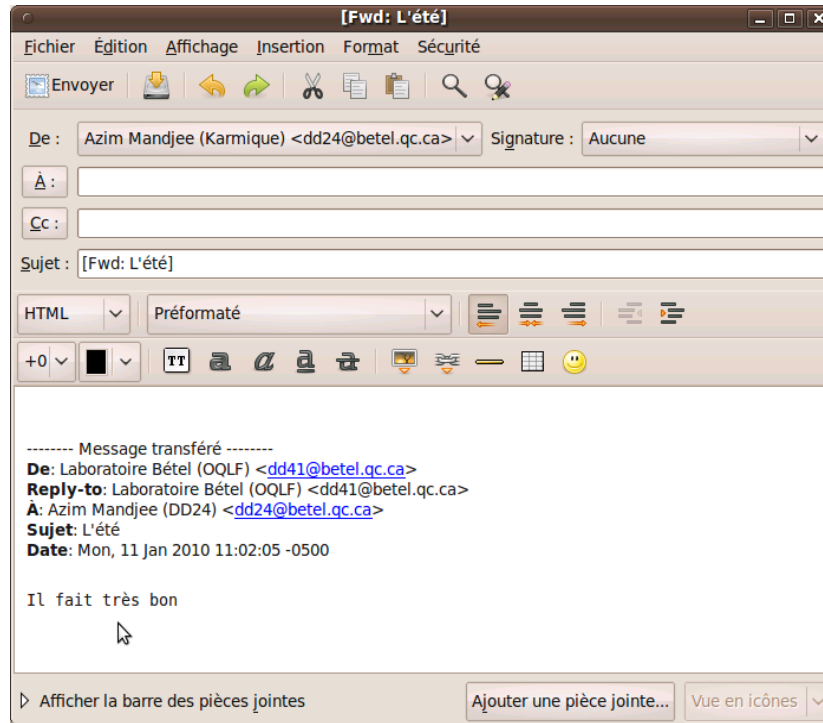 [Fwd: L'été]
Fichier Édition Affichage Insertion Format Sécurité
Envoyer
De : Azim Mandjee (Karmique) <dd24@betel.qc.ca> Signature : Aucune
À :
Cc :
Sujet : [Fwd: L'été]
HTML Préformaté
+0 TT a a a a
-------- Message transféré --------
De: Laboratoire Bétel (OQLF) <dd41@betel.qc.ca>
Reply-to: Laboratoire Bétel (OQLF) <dd41@betel.qc.ca>
À: Azim Mandjee (DD24) <dd24@betel.qc.ca>
Sujet: L'été
Date: Mon, 11 Jan 2010 11:02:05 -0500
Il fait très bon
Afficher la barre des pièces jointes Ajouter une pièce jointe... Vue en icônes